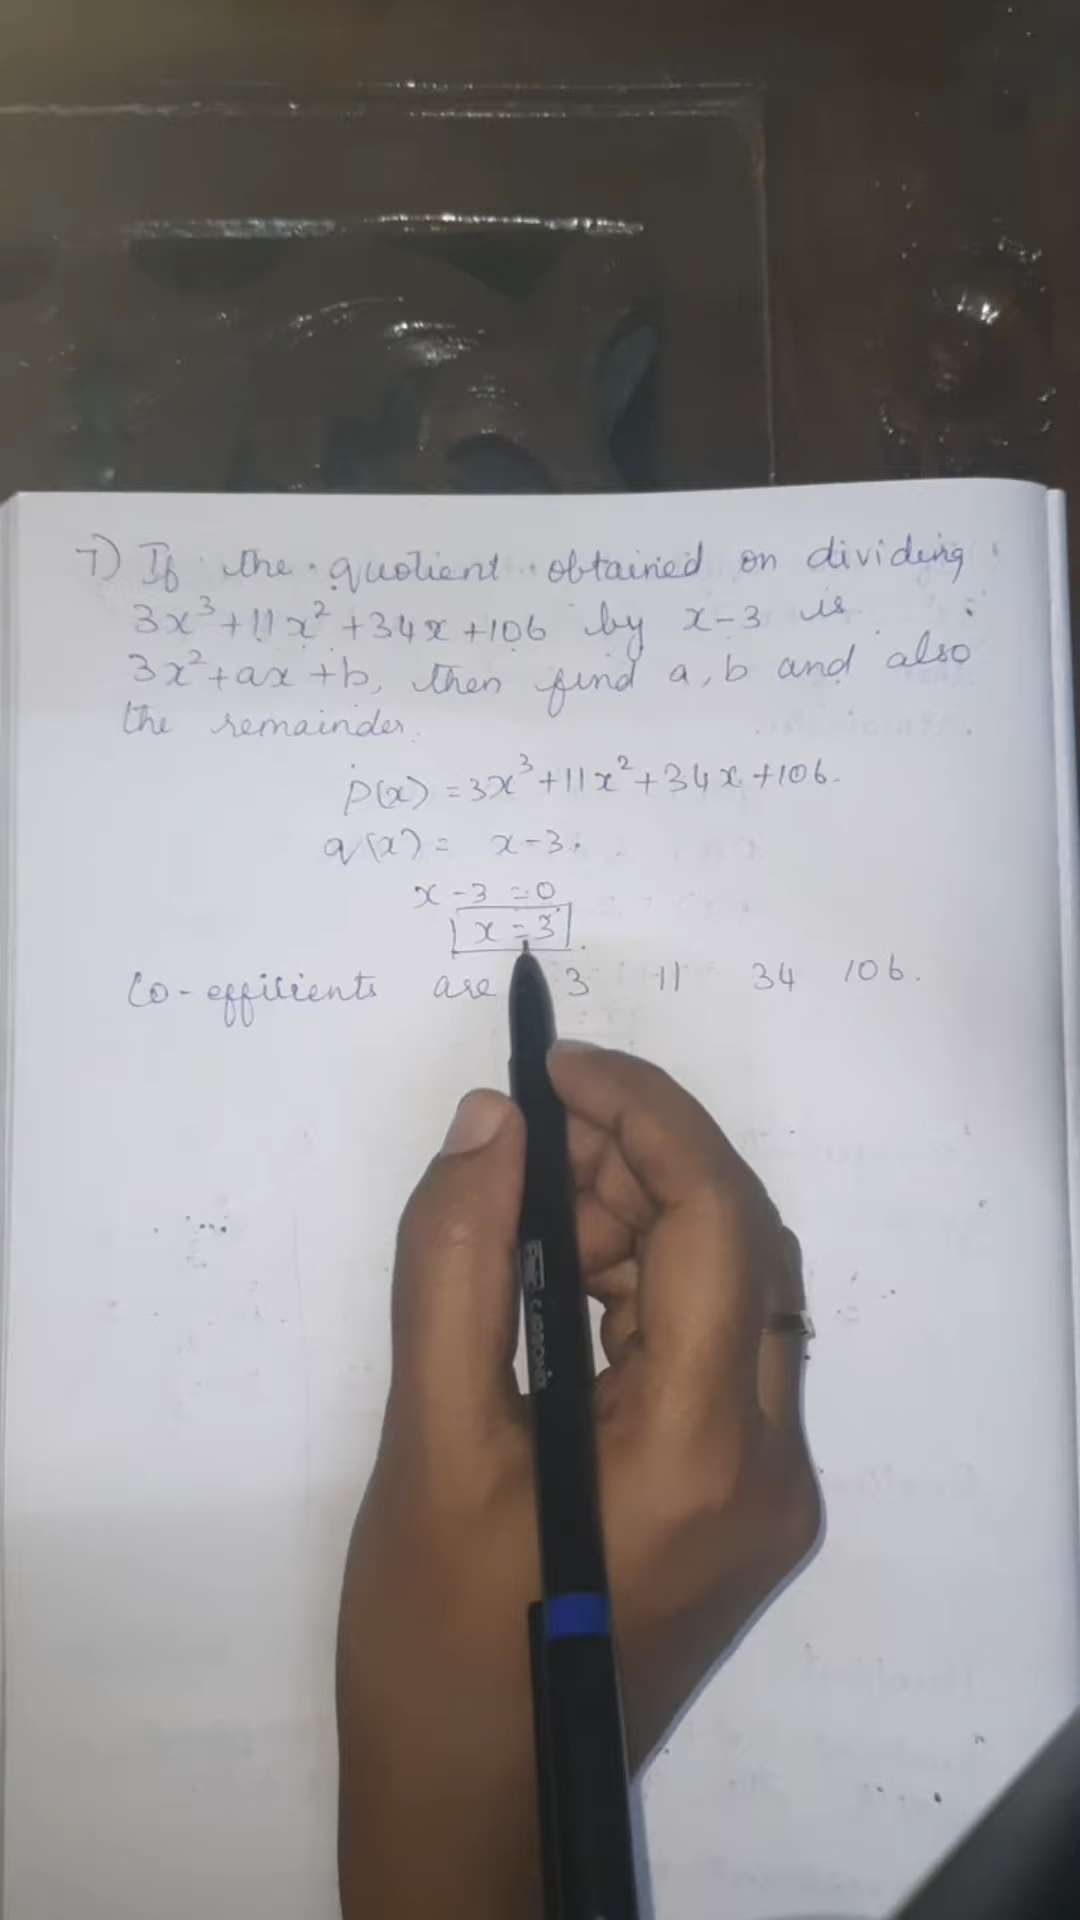 7) If the quotient obtained on dividing
3x³+11x²+34x+106 by x-3 is
3x²+ax+b, then find a, b and also
the remainder.
p(x) = 3x³+11x²+34x+106.
q(x) = x-3.
x-3=0
x=3
Co-efficients are 3 11 34 106.